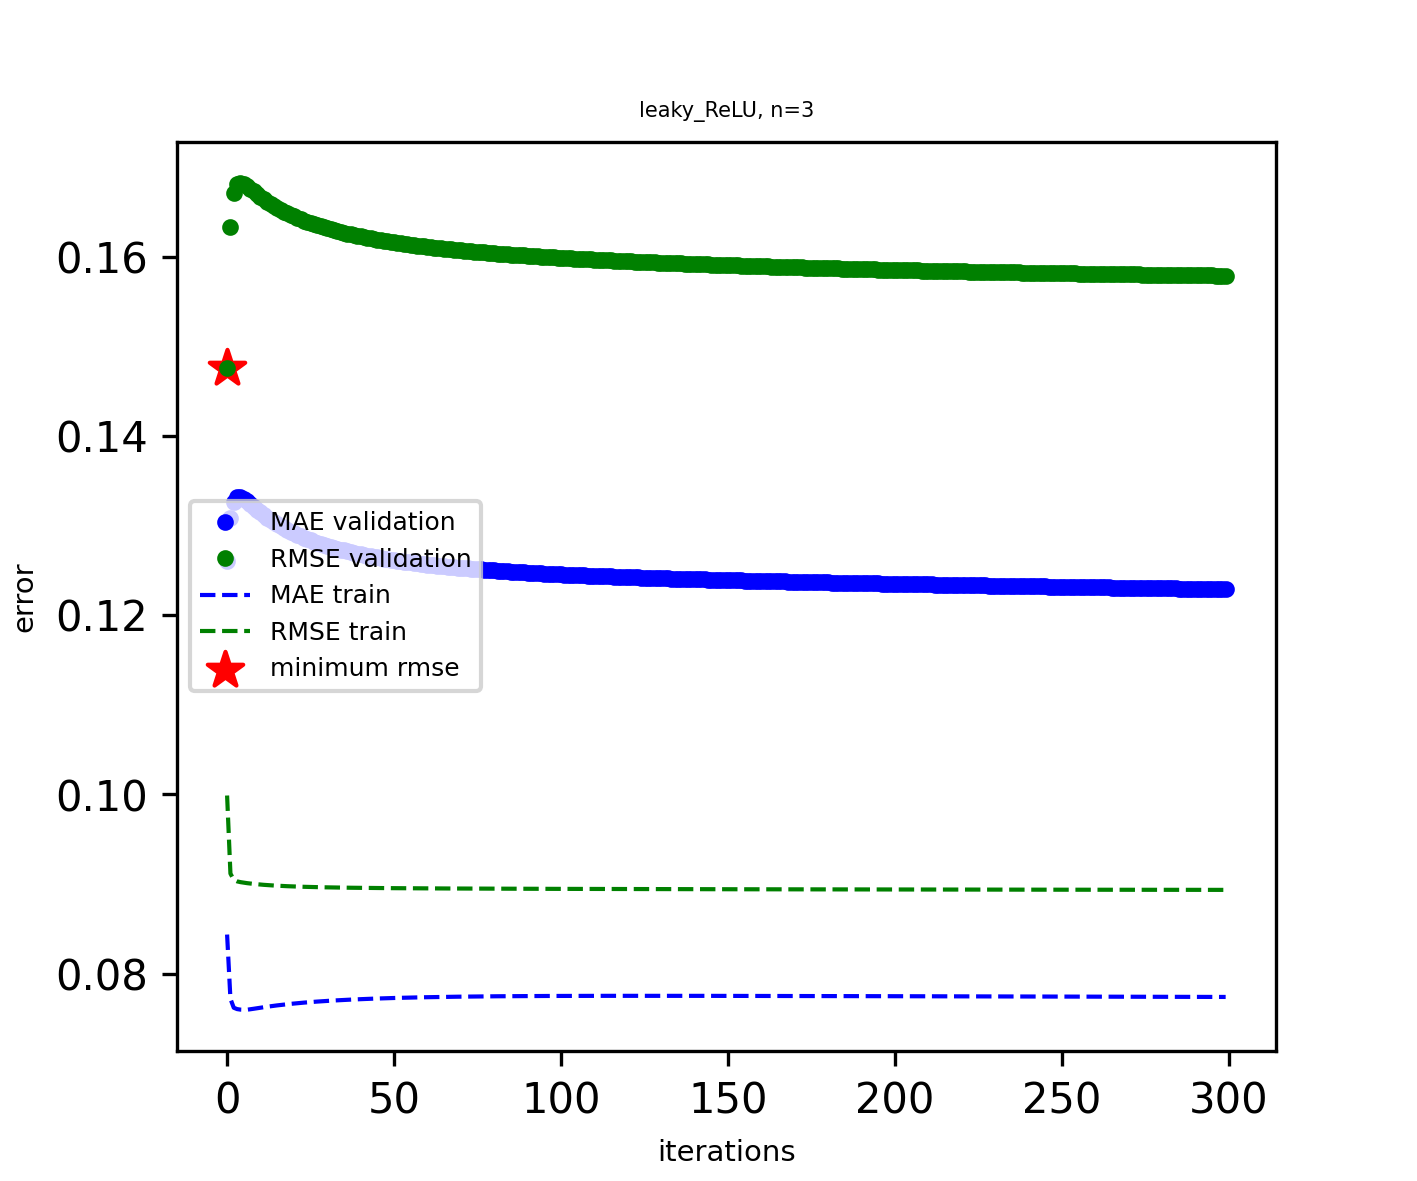 leaky_ReLU, n=3
0.16
0.14
0.12
0.10
0.08
error
MAE validation
RMSE validation
MAE train
RMSE train
minimum rmse
0 50 100 150 200 250 300
iterations